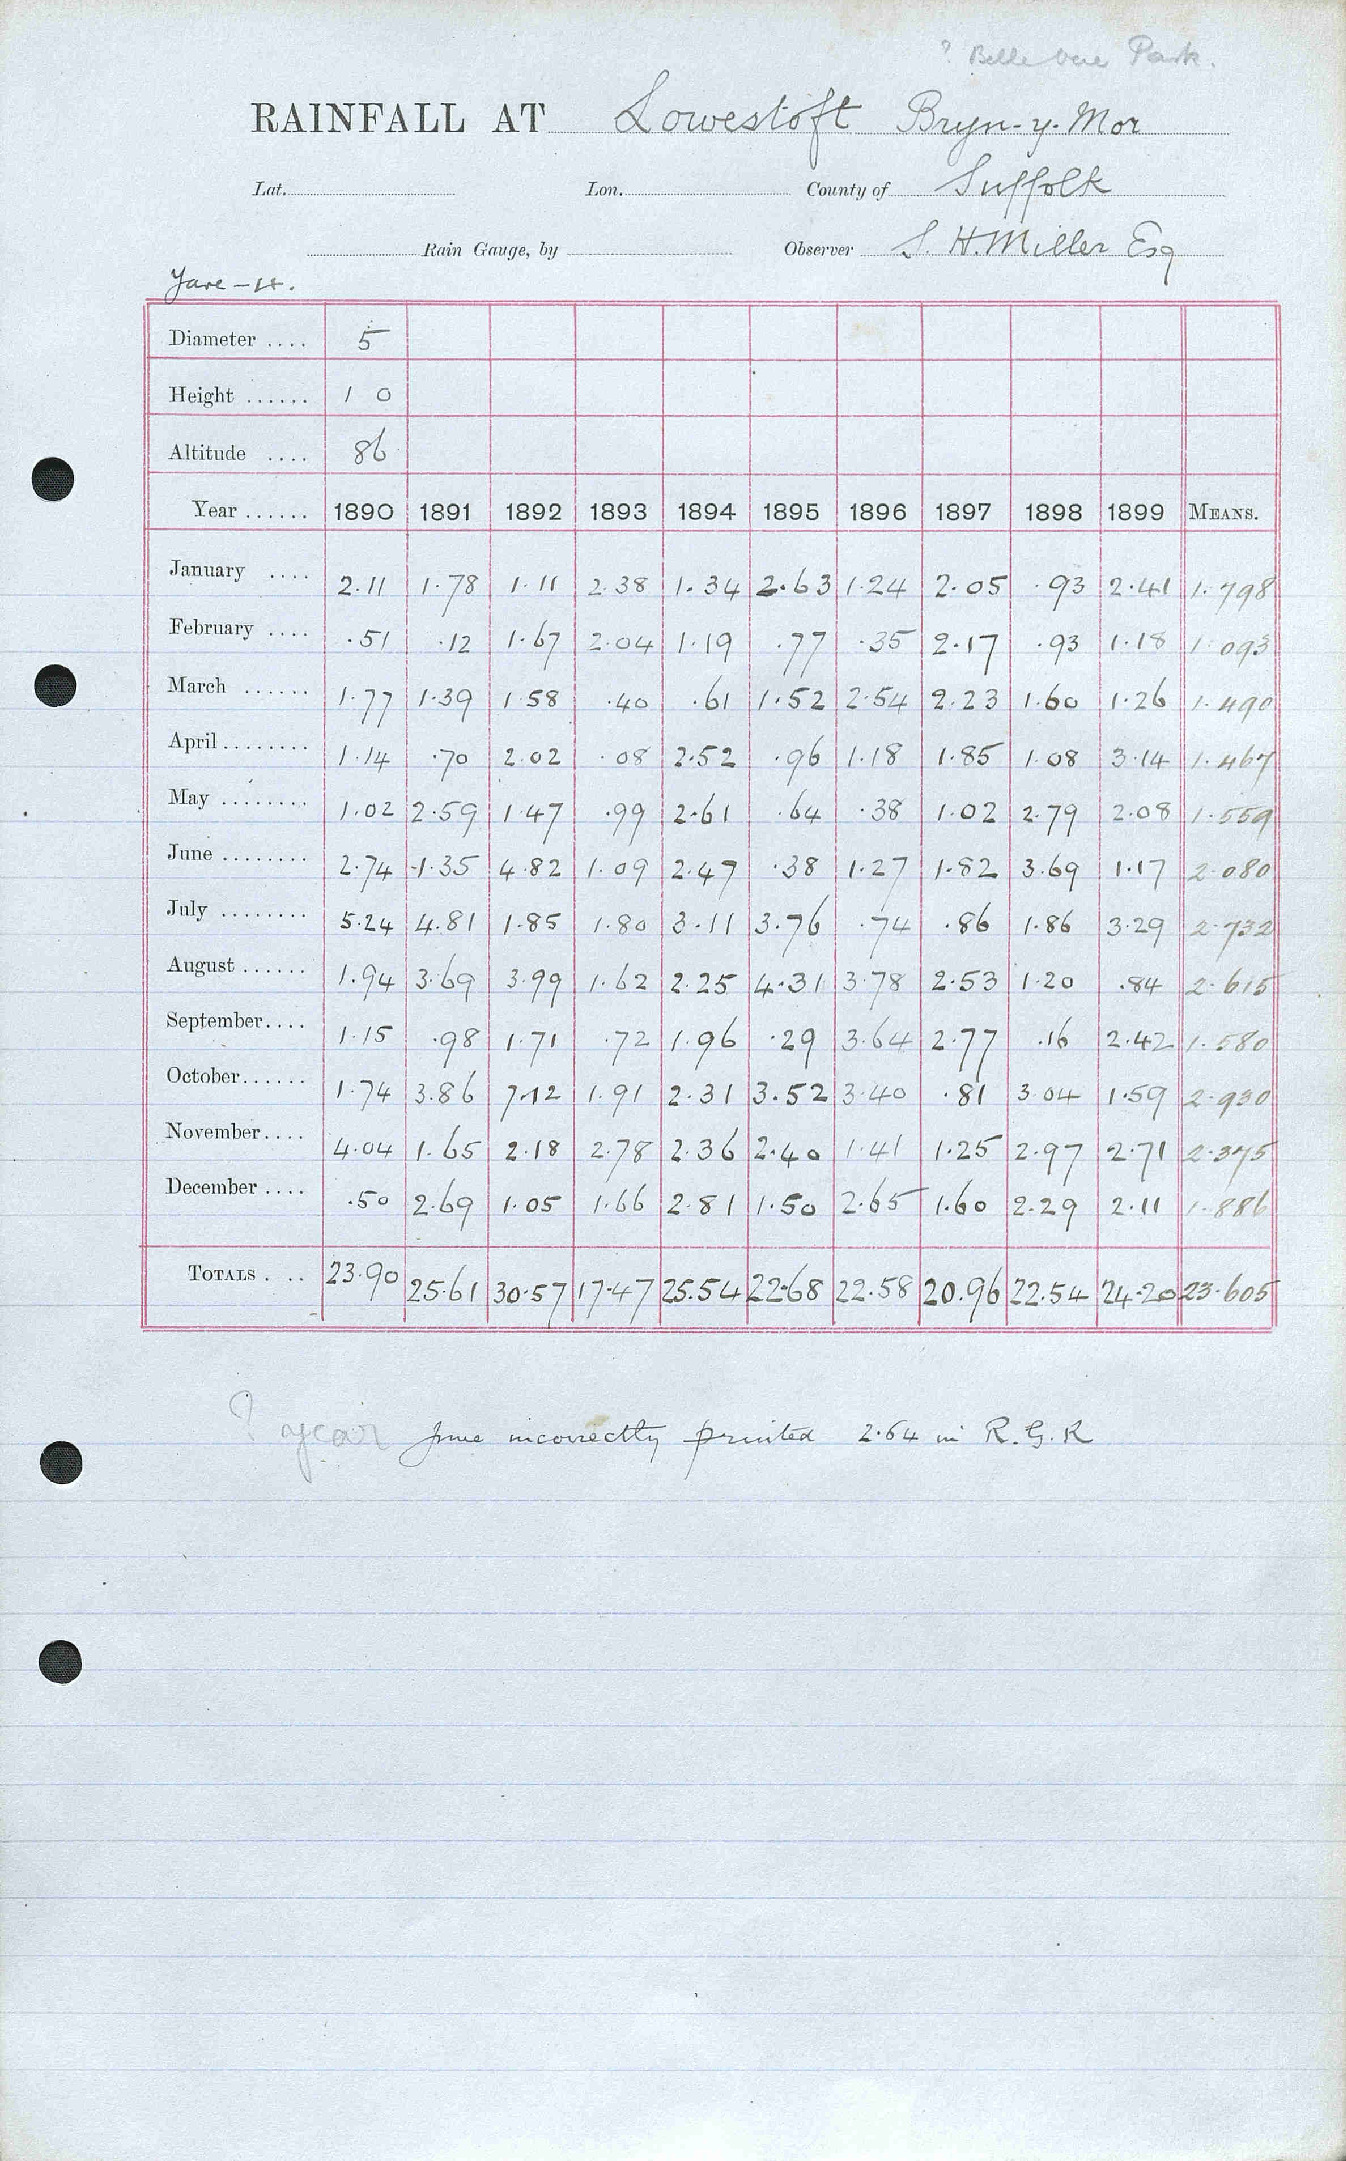 ? Belle Vue Park.
RAINFALL AT Lowestoft Bryn-y-Mor
Lat. Lon. County of Suffolk
Rain Gauge, by Observer S. H. Miller Esq
Yare - 14.
Diameter .... 5
Height ...... 1 0
Altitude .... 86
Year ...... 1890 1891 1892 1893 1894 1895 1896 1897 1898 1899 MEANS.
January .... 2.11 1.78 1.11 2.38 1.34 2.63 1.24 2.05 .93 2.41 1.798
February .... .51 .12 1.67 2.04 1.19 .77 .35 2.17 .93 1.18 1.093
March ...... 1.77 1.39 1.58 .40 .61 1.52 2.54 2.23 1.60 1.26 1.490
April ........ 1.14 .70 2.02 .08 2.52 .96 1.18 1.85 1.08 3.14 1.467
May ........ 1.02 2.59 1.47 .99 2.61 .64 .38 1.02 2.79 2.08 1.559
June ........ 2.74 1.35 4.82 1.09 2.47 .38 1.27 1.82 3.69 1.17 2.080
July ........ 5.24 4.81 1.85 1.80 3.11 3.76 .74 .86 1.86 3.29 2.732
August ...... 1.94 3.69 3.99 1.62 2.25 4.31 3.78 2.53 1.20 .84 2.615
September .... 1.15 .98 1.71 .72 1.96 .29 3.64 2.77 .16 2.42 1.580
October ...... 1.74 3.86 7.12 1.91 2.31 3.52 3.40 .81 3.04 1.59 2.930
November .... 4.04 1.65 2.18 2.78 2.36 2.40 1.41 1.25 2.97 2.71 2.375
December .... .50 2.69 1.05 1.66 2.81 1.50 2.65 1.60 2.29 2.11 1.886
TOTALS . .. 23.90 25.61 30.57 17.47 25.54 22.68 22.58 20.96 22.54 24.20 23.605
? year June incorrectly printed 2.64 in R.G.R